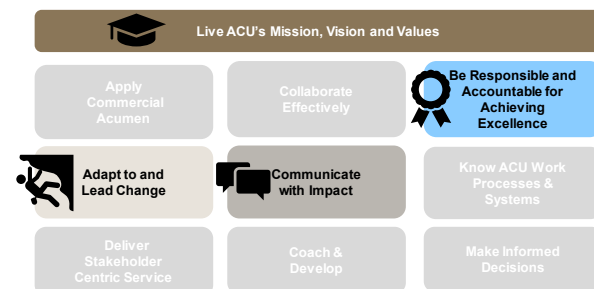 Live ACU's Mission, Vision and Values
Apply
Commercial
Acumen
Collaborate
Effectively
Be Responsible and
Accountable for
Achieving
Excellence
Adapt to and
Lead Change
Communicate
with Impact
Know ACU Work
Processes &
Systems
Deliver
Stakeholder
Centric Service
Coach &
Develop
Make Informed
Decisions